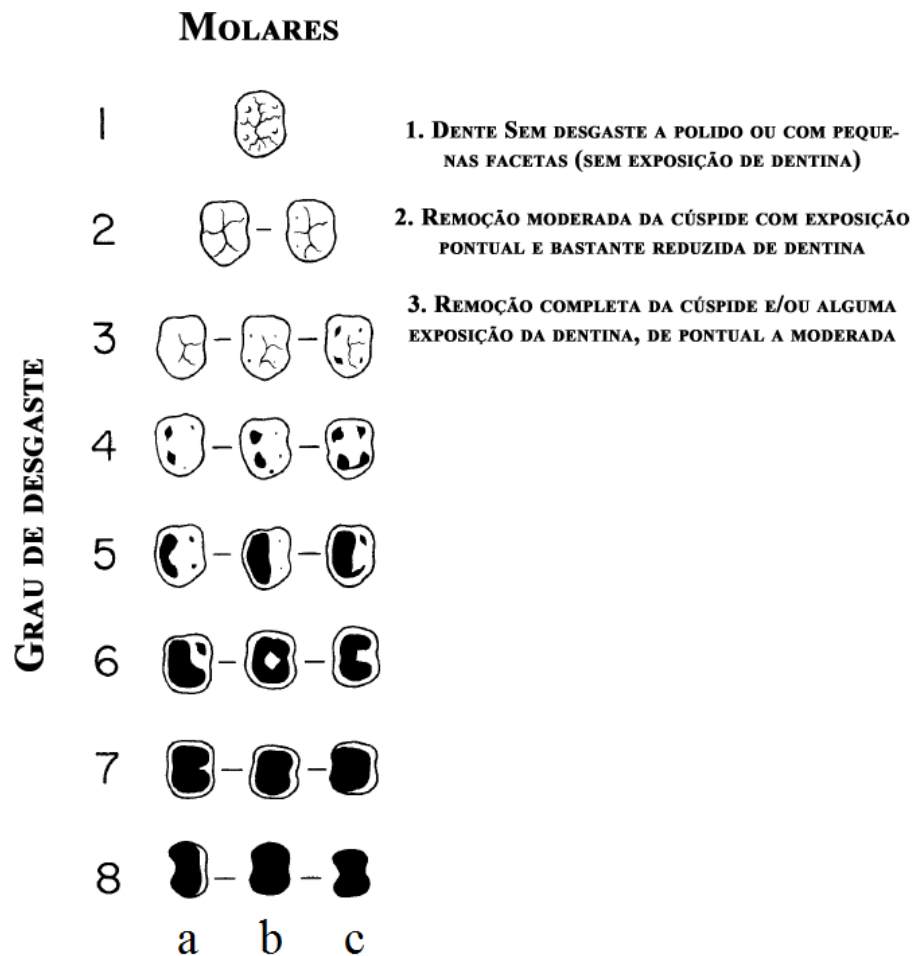 MOLARES
1
1. DENTE SEM DESGASTE A POLIDO OU COM PEQUE-
NAS FACETAS (SEM EXPOSIÇÃO DE DENTINA)
2
2. REMOÇÃO MODERADA DA CÚSPIDE COM EXPOSIÇÃO
PONTUAL E BASTANTE REDUZIDA DE DENTINA
3
3. REMOÇÃO COMPLETA DA CÚSPIDE E/OU ALGUMA
EXPOSIÇÃO DA DENTINA, DE PONTUAL A MODERADA
GRAU DE DESGASTE
4
5
6
7
8
a b c